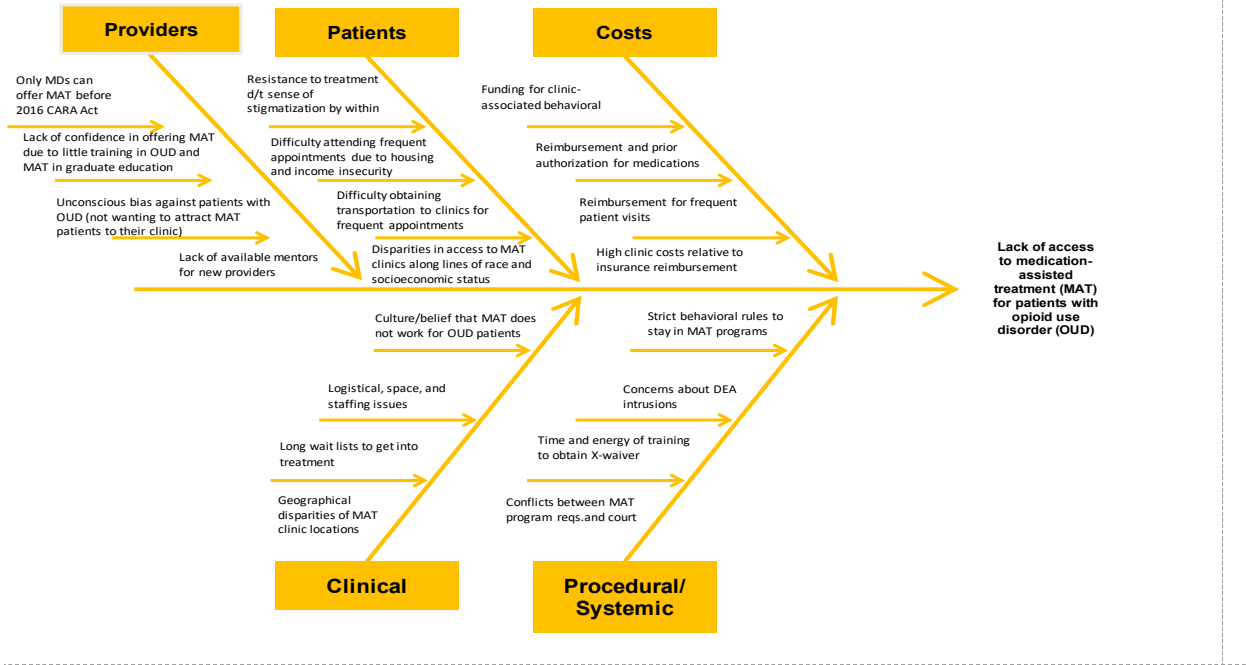 Providers
Patients
Costs
Only MDs can
offer MAT before
2016 CARA Act
Lack of confidence in offering MAT
due to little training in OUD and
MAT in graduate education
Unconscious bias against patients with
OUD (not wanting to attract MAT
patients to their clinic)
Lack of available mentors
for new providers
Resistance to treatment
d/t sense of
stigmatization by within
Difficulty attending frequent
appointments due to housing
and income insecurity
Difficulty obtaining
transportation to clinics for
frequent appointments
Disparities in access to MAT
clinics along lines of race and
socioeconomic status
Funding for clinic-
associated behavioral
Reimbursement and prior
authorization for medications
Reimbursement for frequent
patient visits
High clinic costs relative to
insurance reimbursement
Lack of access
to medication-
assisted
treatment (MAT)
for patients with
opioid use
disorder (OUD)
Culture/belief that MAT does
not work for OUD patients
Logistical, space, and
staffing issues
Long wait lists to get into
treatment
Geographical
disparities of MAT
clinic locations
Strict behavioral rules to
stay in MAT programs
Concerns about DEA
intrusions
Time and energy of training
to obtain X-waiver
Conflicts between MAT
program reqs.and court
Clinical
Procedural/
Systemic